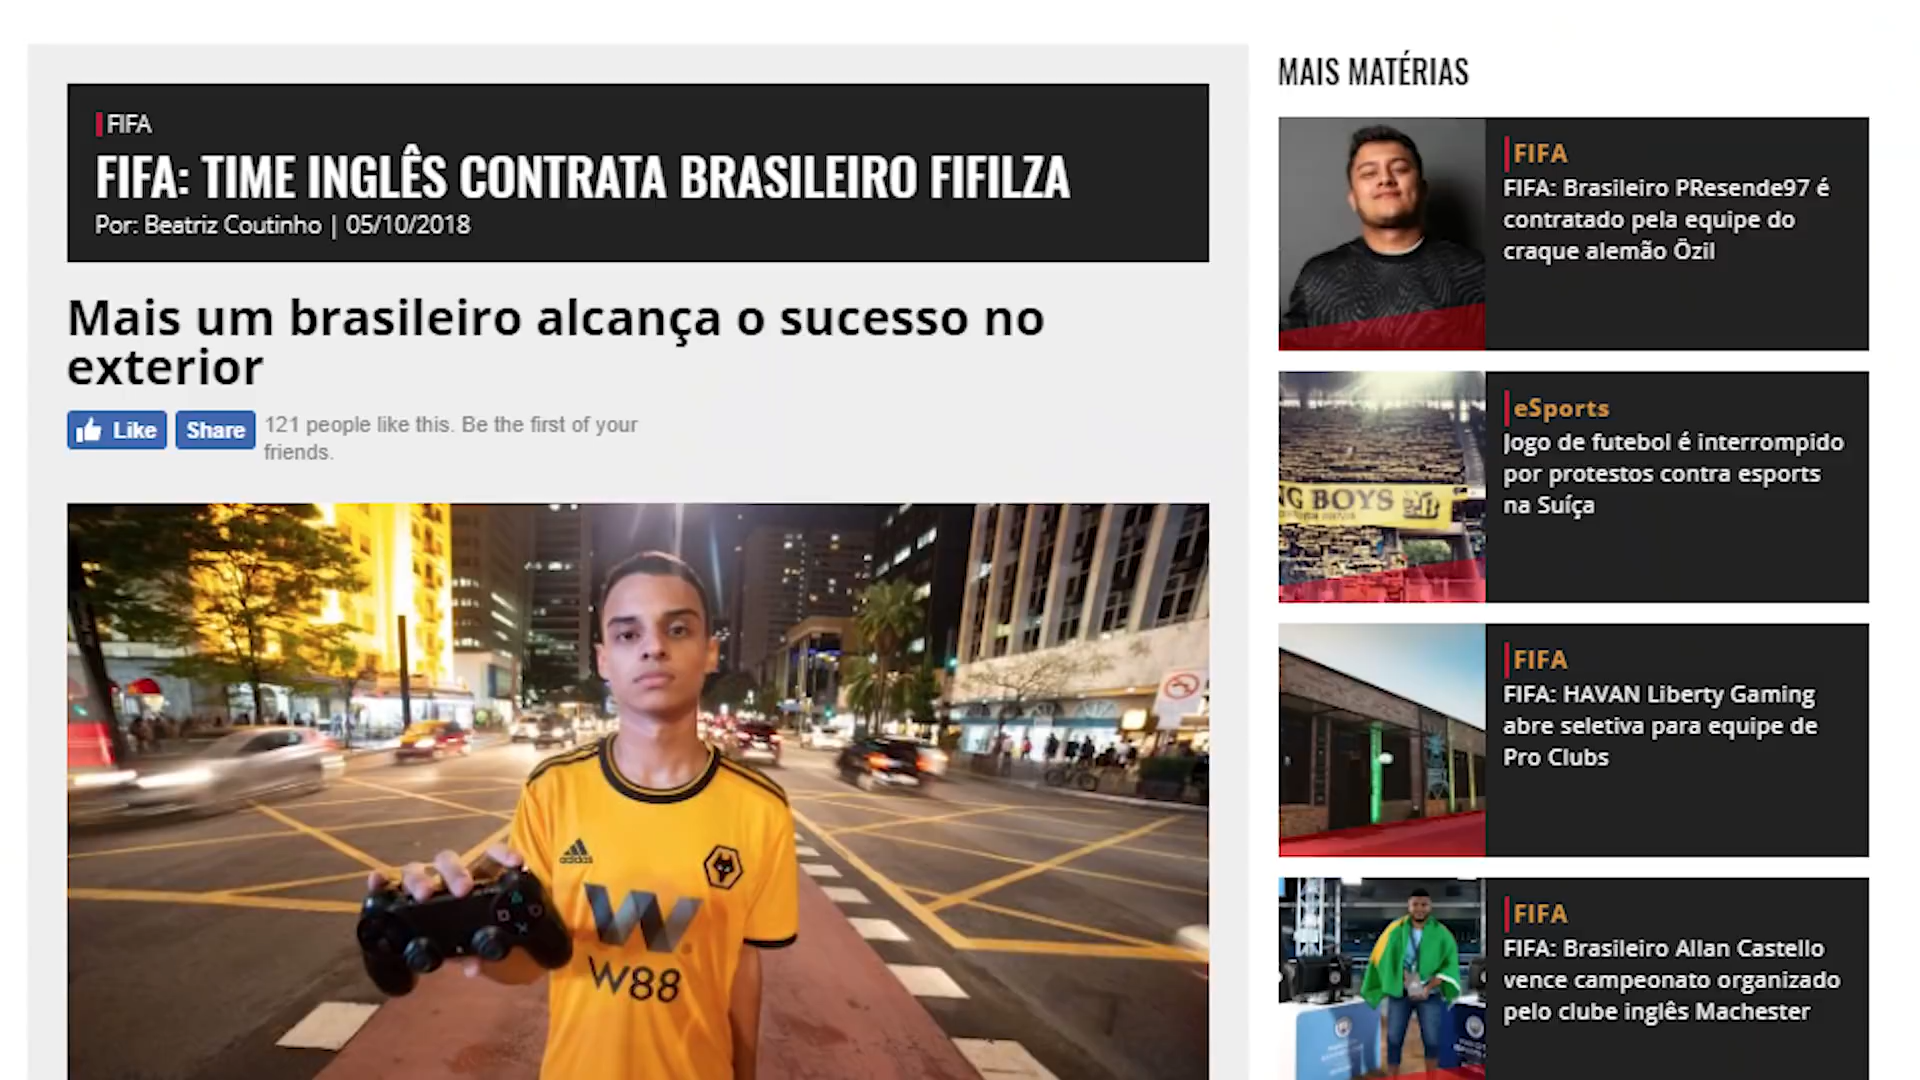 FIFA
FIFA: TIME INGLÊS CONTRATA BRASILEIRO FIFILZA
Por: Beatriz Coutinho | 05/10/2018
Mais um brasileiro alcança o sucesso no
exterior
Like Share 121 people like this. Be the first of your
friends.
adidas
W88
MAIS MATÉRIAS
FIFA
FIFA: Brasileiro PResende97 é
contratado pela equipe do
craque alemão Özil
eSports
Jogo de futebol é interrompido
por protestos contra esports
na Suíça
G BOYS
FIFA
FIFA: HAVAN Liberty Gaming
abre seletiva para equipe de
Pro Clubs
FIFA
FIFA: Brasileiro Allan Castello
vence campeonato organizado
pelo clube inglês Machester